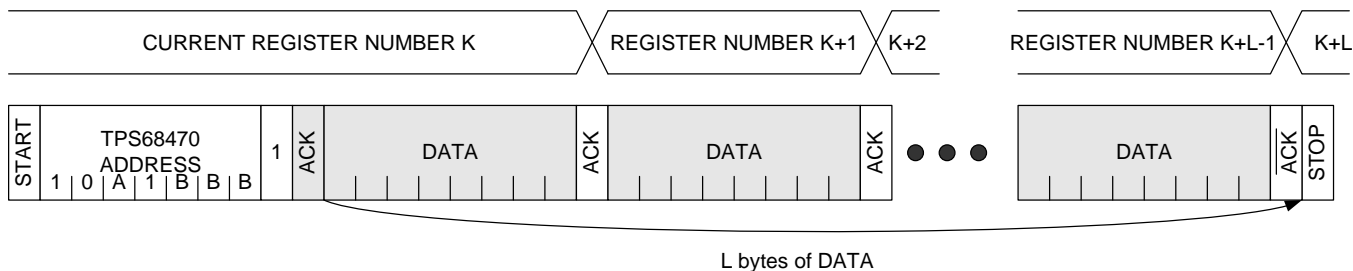 CURRENT REGISTER NUMBER K
REGISTER NUMBER K+1
K+2
REGISTER NUMBER K+L-1
K+L
START
TPS68470
ADDRESS
1 0 A 1 B B B
1
ACK
DATA
ACK
DATA
ACK
DATA
ACK
STOP
L bytes of DATA